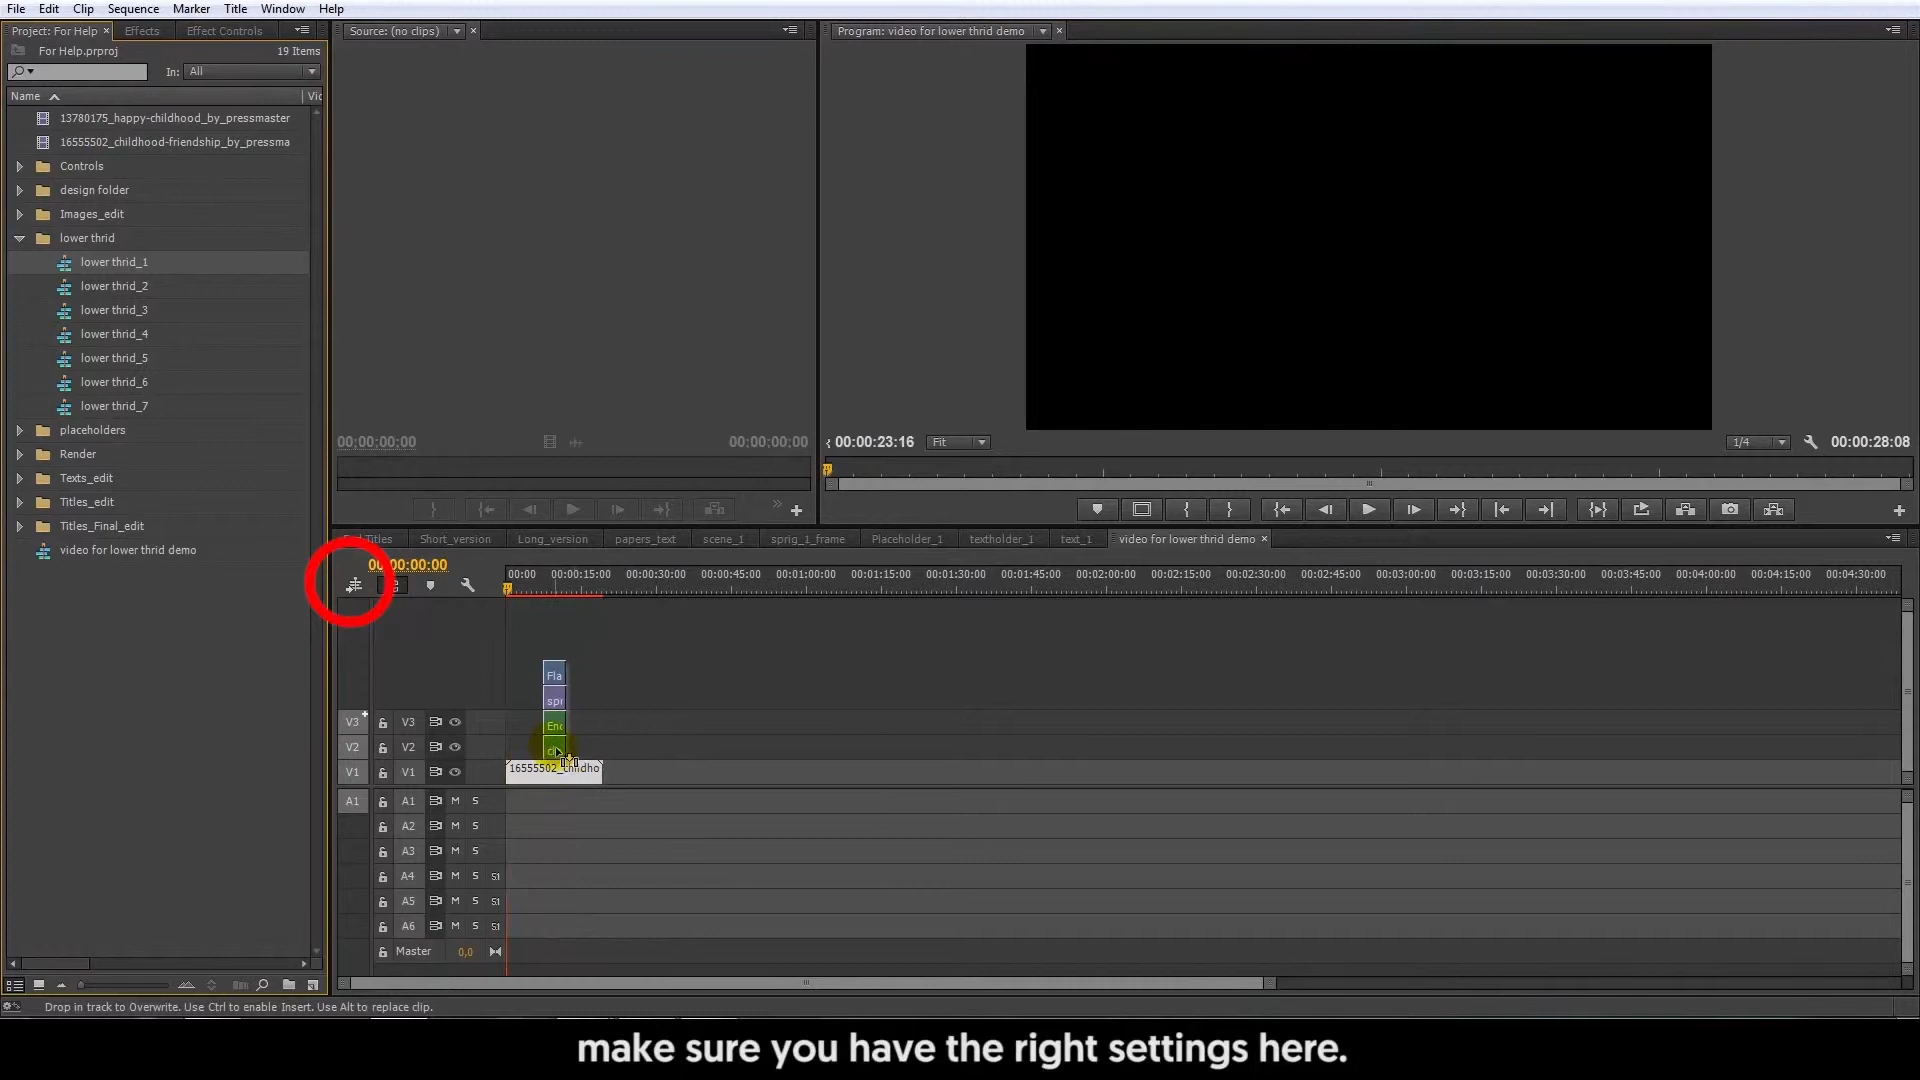 File Edit Clip Sequence Marker Title Window Help
Project: For Help × Effects Effect Controls
For Help.prproj 19 Items
In: All
Name Vic
13780175_happy-childhood_by_pressmaster
16555502_childhood-friendship_by_pressma
Controls
design folder
Images_edit
lower thrid
lower thrid_1
lower thrid_2
lower thrid_3
lower thrid_4
lower thrid_5
lower thrid_6
lower thrid_7
placeholders
Render
Texts_edit
Titles_edit
Titles_Final_edit
video for lower thrid demo
Source: (no clips) ×
00;00;00;00 00;00;00;00
Program: video for lower thrid demo ×
00:00:23:16 Fit 1/4 00:00:28:08
Titles Short_version Long_version papers_text scene_1 sprig_1_frame Placeholder_1 textholder_1 text_1 video for lower thrid demo ×
00:00:00:00
00:00 00:00:15:00 00:00:30:00 00:00:45:00 00:01:00:00 00:01:15:00 00:01:30:00 00:01:45:00 00:02:00:00 00:02:15:00 00:02:30:00 00:02:45:00 00:03:00:00 00:03:15:00 00:03:30:00 00:03:45:00 00:04:00:00 00:04:15:00 00:04:30:00
Fla
spri
V3 V3 Enc
V2 V2
V1 V1 16555502_childho
A1 A1 M S
A2 M S
A3 M S
A4 M S S1
A5 M S S1
A6 M S S1
Master 0,0
Drop in track to Overwrite. Use Ctrl to enable Insert. Use Alt to replace clip.
make sure you have the right settings here.